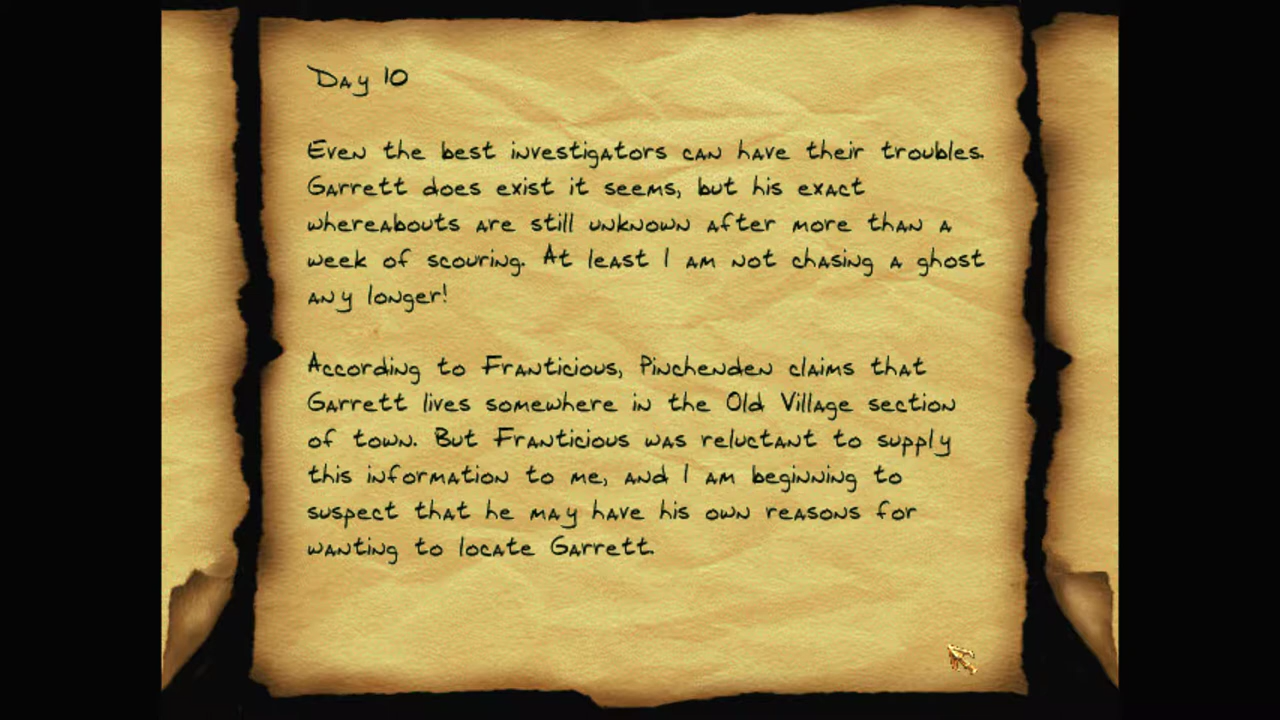 Day 10
Even the best investigators can have their troubles.
Garrett does exist it seems, but his exact
whereabouts are still unknown after more than a
week of scouring. At least I am not chasing a ghost
any longer!
According to Franticious, Pinchenden claims that
Garrett lives somewhere in the Old Village section
of town. But Franticious was reluctant to supply
this information to me, and I am beginning to
suspect that he may have his own reasons for
wanting to locate Garrett.